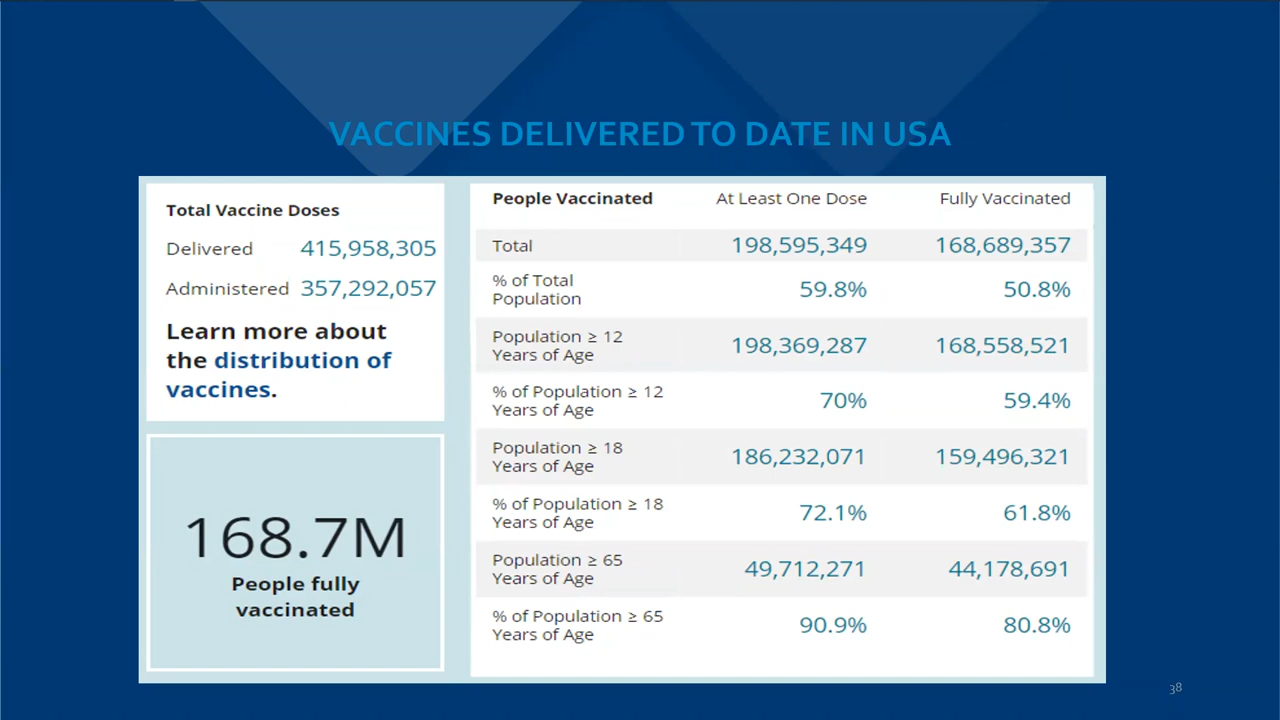 VACCINES DELIVERED TO DATE IN USA
Total Vaccine Doses
Delivered 415,958,305
Administered 357,292,057
Learn more about
the distribution of
vaccines.
168.7M
People fully
vaccinated
People Vaccinated At Least One Dose Fully Vaccinated
Total 198,595,349 168,689,357
% of Total
Population 59.8% 50.8%
Population ≥ 12
Years of Age 198,369,287 168,558,521
% of Population ≥ 12
Years of Age 70% 59.4%
Population ≥ 18
Years of Age 186,232,071 159,496,321
% of Population ≥ 18
Years of Age 72.1% 61.8%
Population ≥ 65
Years of Age 49,712,271 44,178,691
% of Population ≥ 65
Years of Age 90.9% 80.8%
38